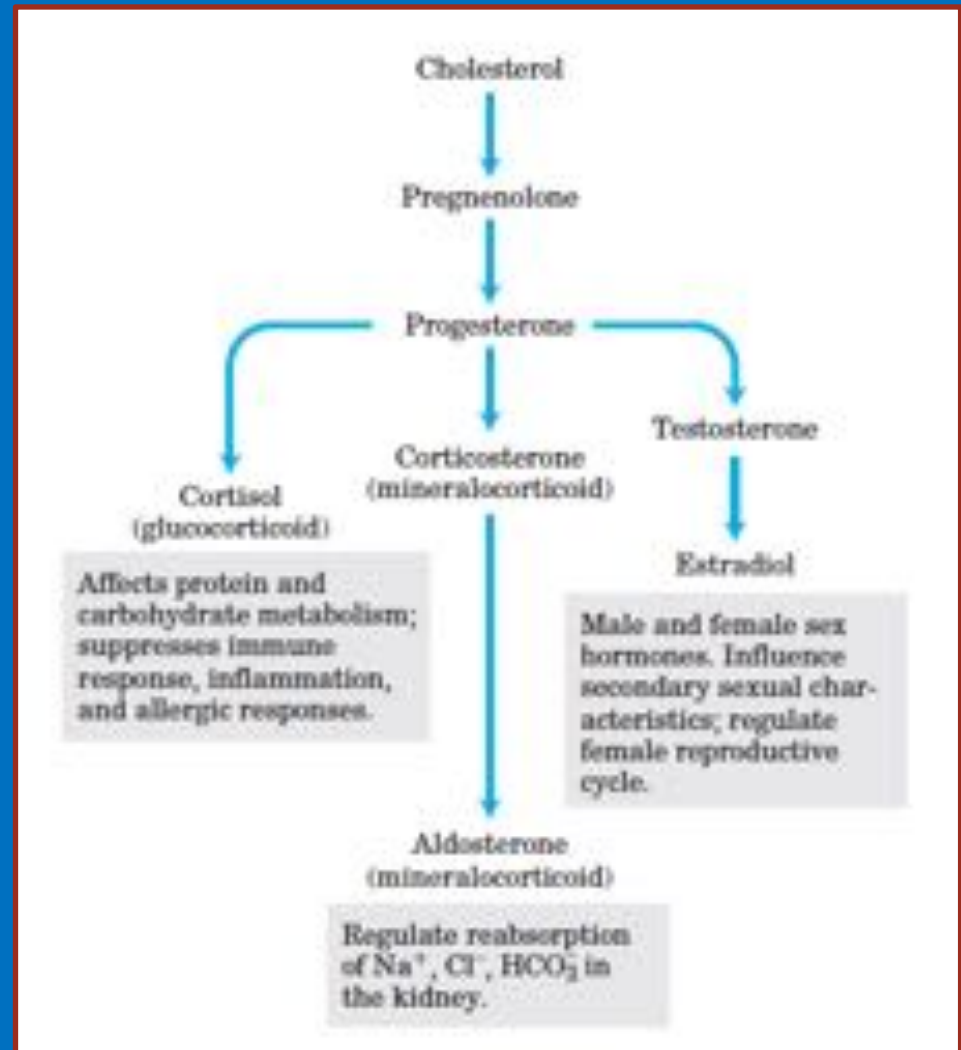 Cholesterol
Pregnenolone
Progesterone
Testosterone
Corticosterone
(mineralocorticoid)
Cortisol
(glucocorticoid)
Affects protein and
carbohydrate metabolism;
suppresses immune
response, inflammation,
and allergic responses.
Estradiol
Male and female sex
hormones. Influence
secondary sexual char-
acteristics; regulate
female reproductive
cycle.
Aldosterone
(mineralocorticoid)
Regulate reabsorption
of Na⁺, Cl⁻, HCO₃⁻ in
the kidney.